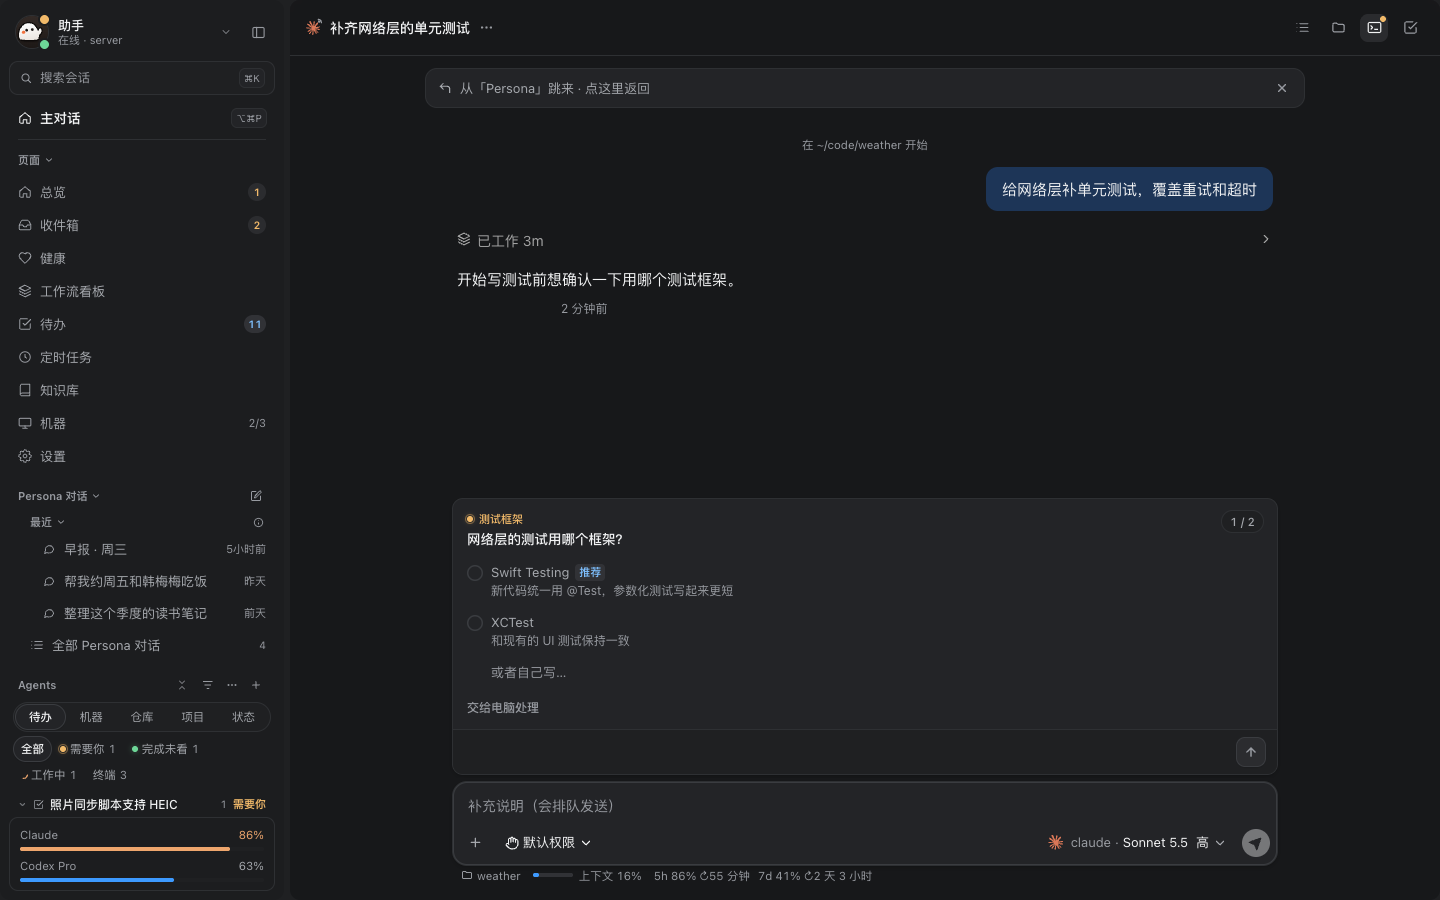 助手
在线 · server
搜索会话 ⌘K
主对话 ⌥⌘P
页面
总览 1
收件箱 2
健康
工作流看板
待办 11
定时任务
知识库
机器 2/3
设置
Persona 对话
最近
早报 · 周三 5小时前
帮我约周五和韩梅梅吃饭 昨天
整理这个季度的读书笔记 前天
全部 Persona 对话 4
Agents
待办 机器 仓库 项目 状态
全部 需要你 1 完成未看 1
工作中 1 终端 3
照片同步脚本支持 HEIC 1 需要你
Claude 86%
Codex Pro 63%
补齐网络层的单元测试
从「Persona」跳来 · 点这里返回
在 ~/code/weather 开始
给网络层补单元测试，覆盖重试和超时
已工作 3m
开始写测试前想确认一下用哪个测试框架。
2 分钟前
测试框架 1 / 2
网络层的测试用哪个框架?
Swift Testing 推荐
新代码统一用 @Test，参数化测试写起来更短
XCTest
和现有的 UI 测试保持一致
或者自己写...
交给电脑处理
补充说明（会排队发送）
默认权限 claude · Sonnet 5.5 高
weather 上下文 16% 5h 86% 55 分钟 7d 41% 2 天 3 小时